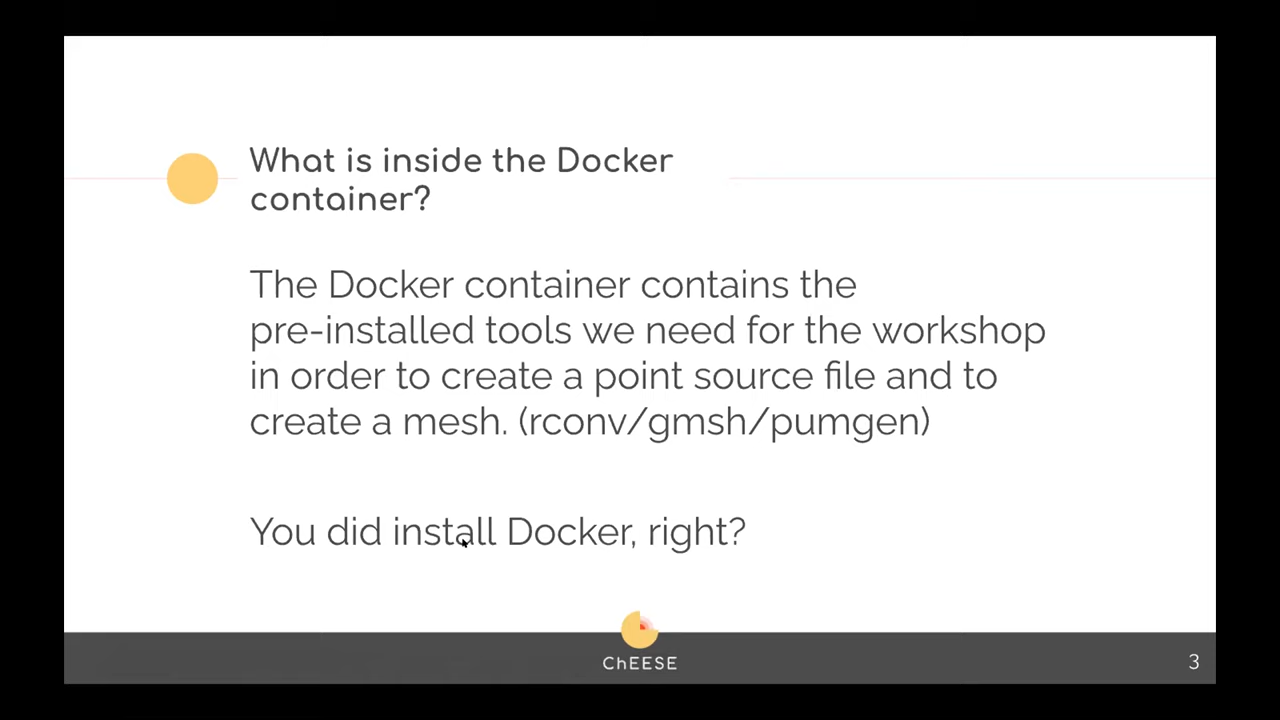 What is inside the Docker
container?
The Docker container contains the
pre-installed tools we need for the workshop
in order to create a point source file and to
create a mesh. (rconv/gmsh/pumgen)
You did install Docker, right?
ChEESE
3